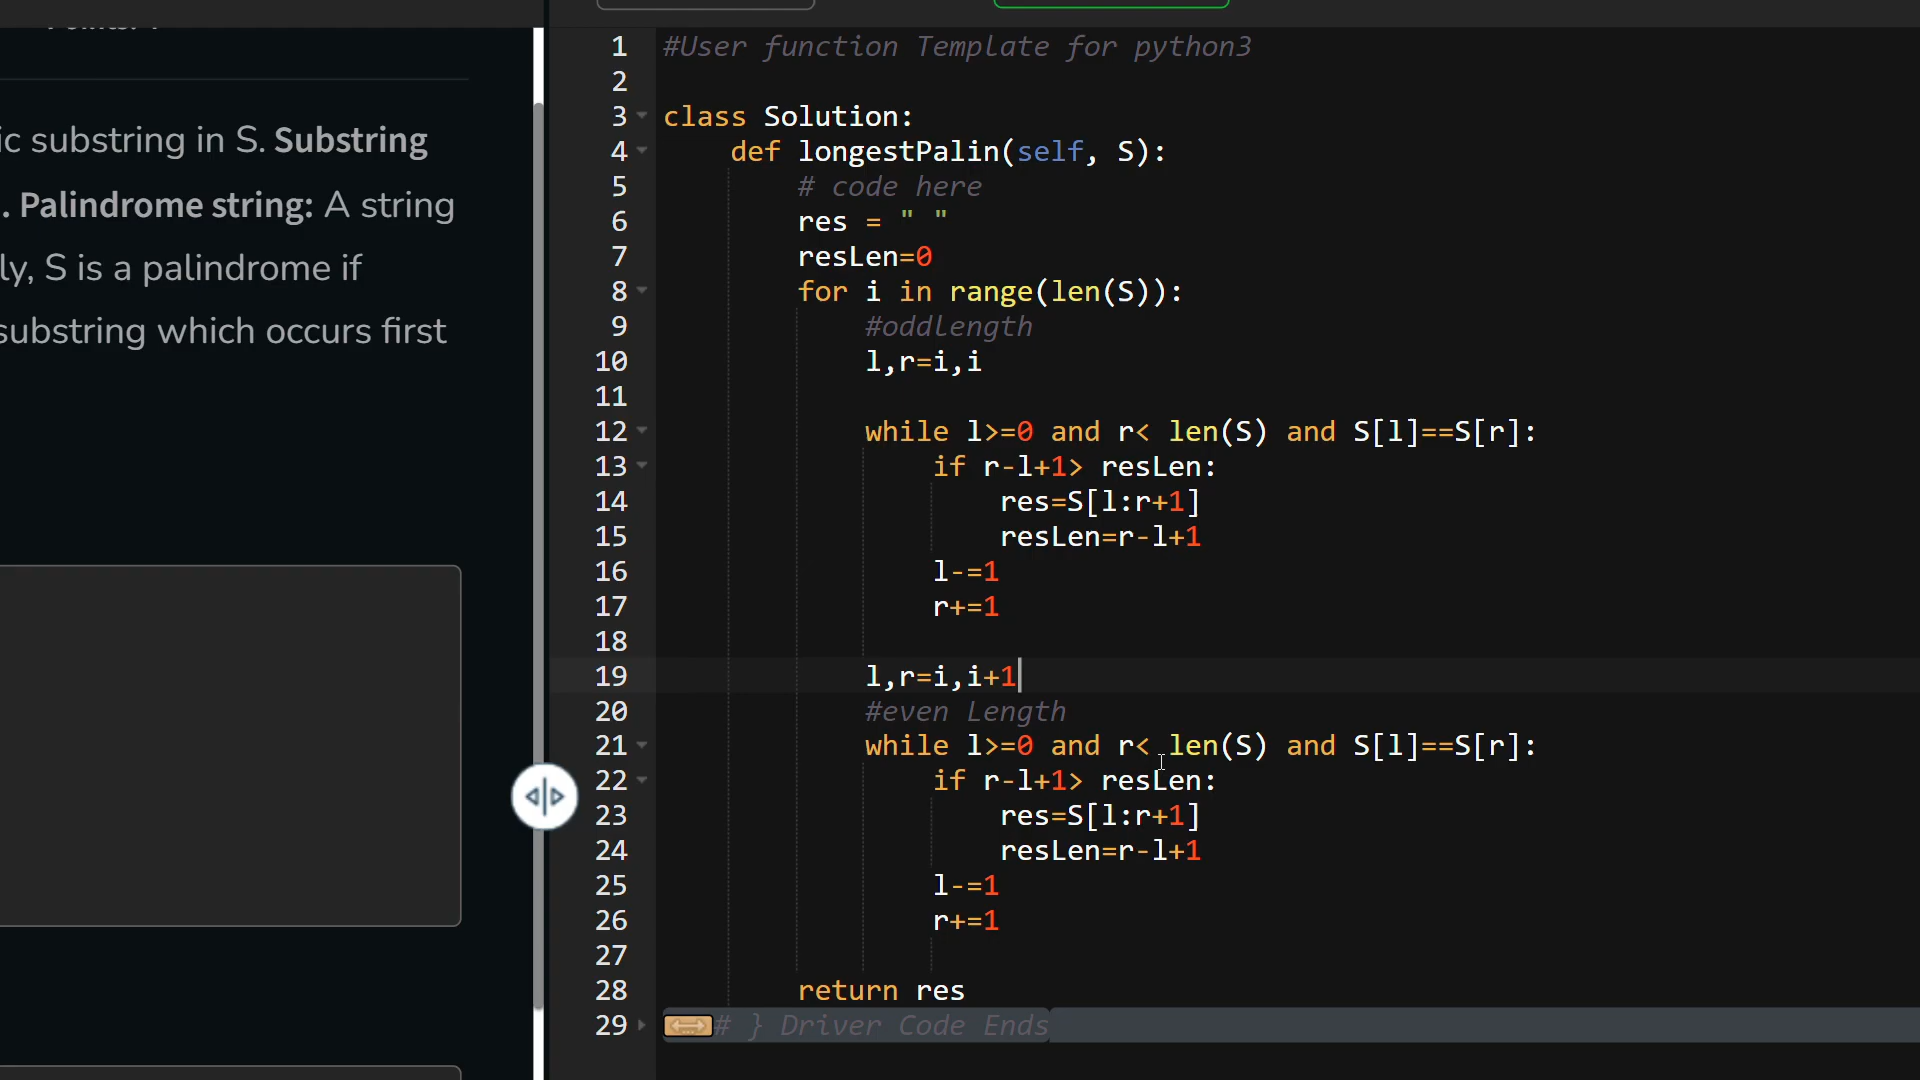 ic substring in S. Substring
. Palindrome string: A string
ly, S is a palindrome if
substring which occurs first
1 #User function Template for python3
2
3 class Solution:
4 def longestPalin(self, S):
5 # code here
6 res = " "
7 resLen=0
8 for i in range(len(S)):
9 #oddlength
10 l,r=i,i
11
12 while l>=0 and r< len(S) and S[l]==S[r]:
13 if r-l+1> resLen:
14 res=S[l:r+1]
15 resLen=r-l+1
16 l-=1
17 r+=1
18
19 l,r=i,i+1
20 #even Length
21 while l>=0 and r< len(S) and S[l]==S[r]:
22 if r-l+1> resLen:
23 res=S[l:r+1]
24 resLen=r-l+1
25 l-=1
26 r+=1
27
28 return res
29 # } Driver Code Ends